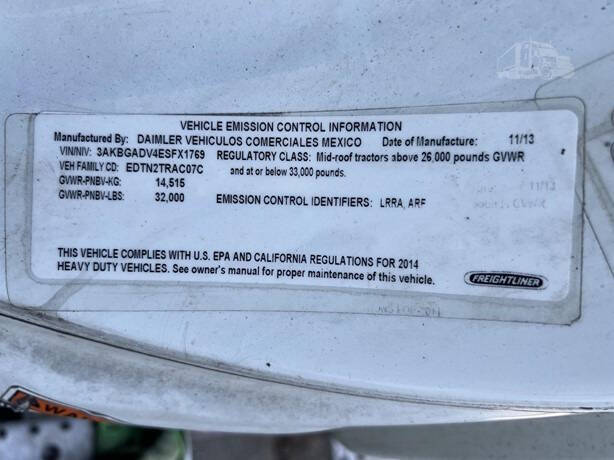 VEHICLE EMISSION CONTROL INFORMATION
Manufactured By: DAIMLER VEHICULOS COMERCIALES MEXICO Date of Manufacture: 11/13
VIN/NIV: 3AKBGADV4ESFX1769 REGULATORY CLASS: Mid-roof tractors above 26,000 pounds GVWR
VEH FAMILY CD: EDTN2TRAC07C and at or below 33,000 pounds.
GVWR-PNBV-KG: 14,515
GVWR-PNBV-LBS: 32,000 EMISSION CONTROL IDENTIFIERS: LRRA, ARF
THIS VEHICLE COMPLIES WITH U.S. EPA AND CALIFORNIA REGULATIONS FOR 2014
HEAVY DUTY VEHICLES. See owner's manual for proper maintenance of this vehicle.
FREIGHTLINER